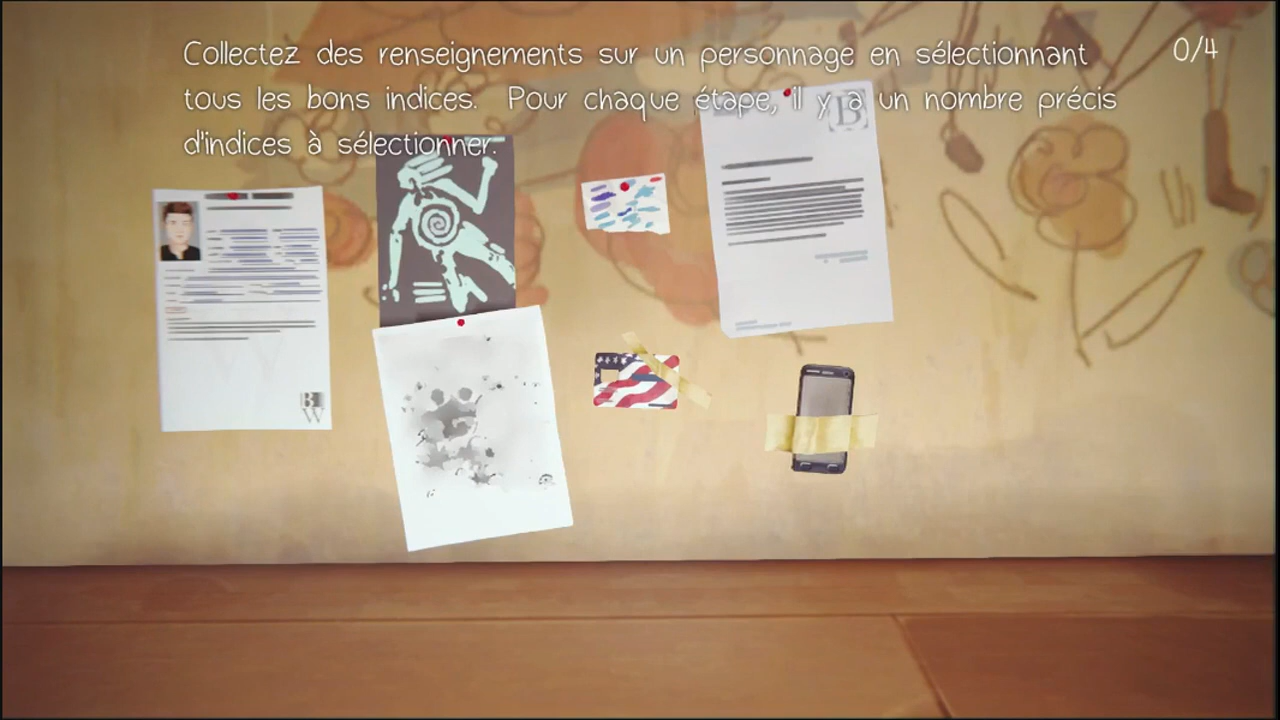 Collectez des renseignements sur un personnage en sélectionnant
0/4
tous les bons indices. Pour chaque étape, il y a un nombre précis
d'indices à sélectionner.
B
B
W